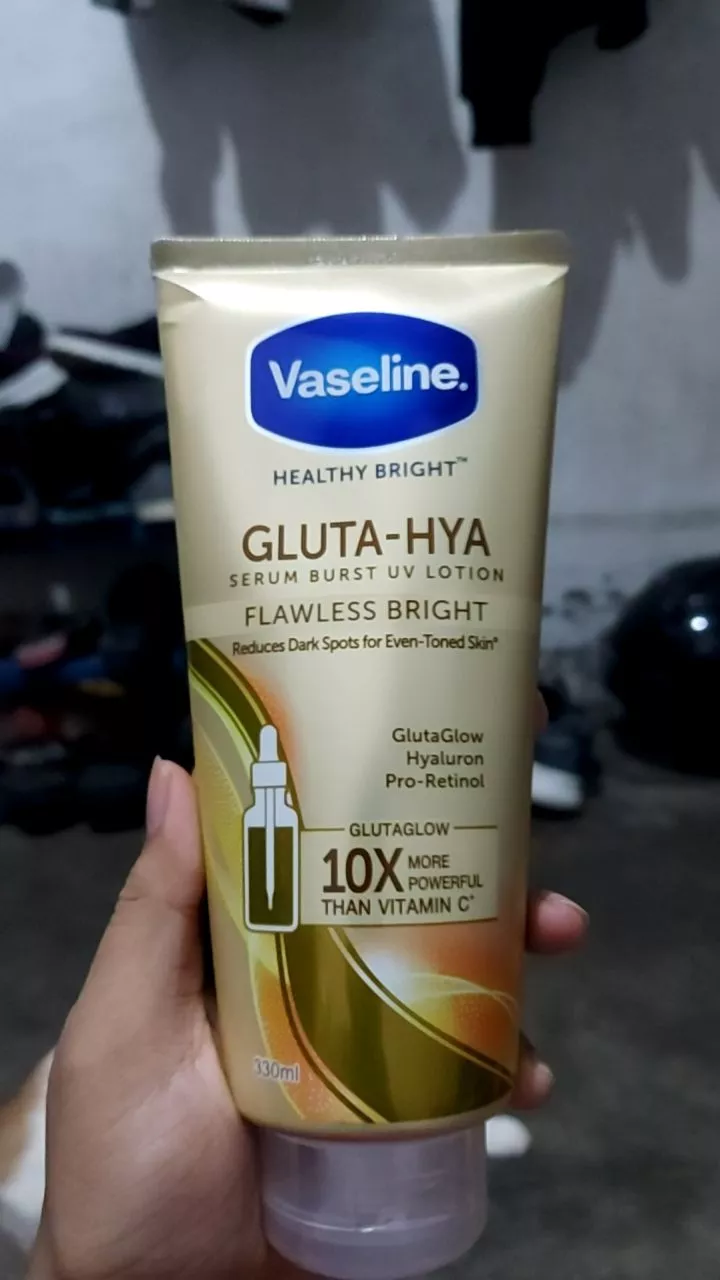 Vaseline.
HEALTHY BRIGHT™
GLUTA-HYA
SERUM BURST UV LOTION
FLAWLESS BRIGHT
Reduces Dark Spots for Even-Toned Skin*
GlutaGlow
Hyaluron
Pro-Retinol
GLUTAGLOW
10X MORE
POWERFUL
THAN VITAMIN C*
330ml